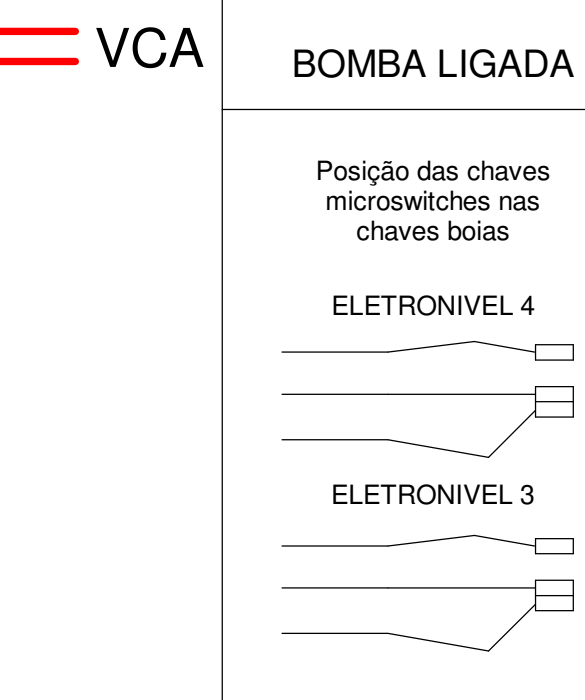 VCA
BOMBA LIGADA
Posição das chaves
microswitches nas
chaves boias
ELETRONIVEL 4
ELETRONIVEL 3